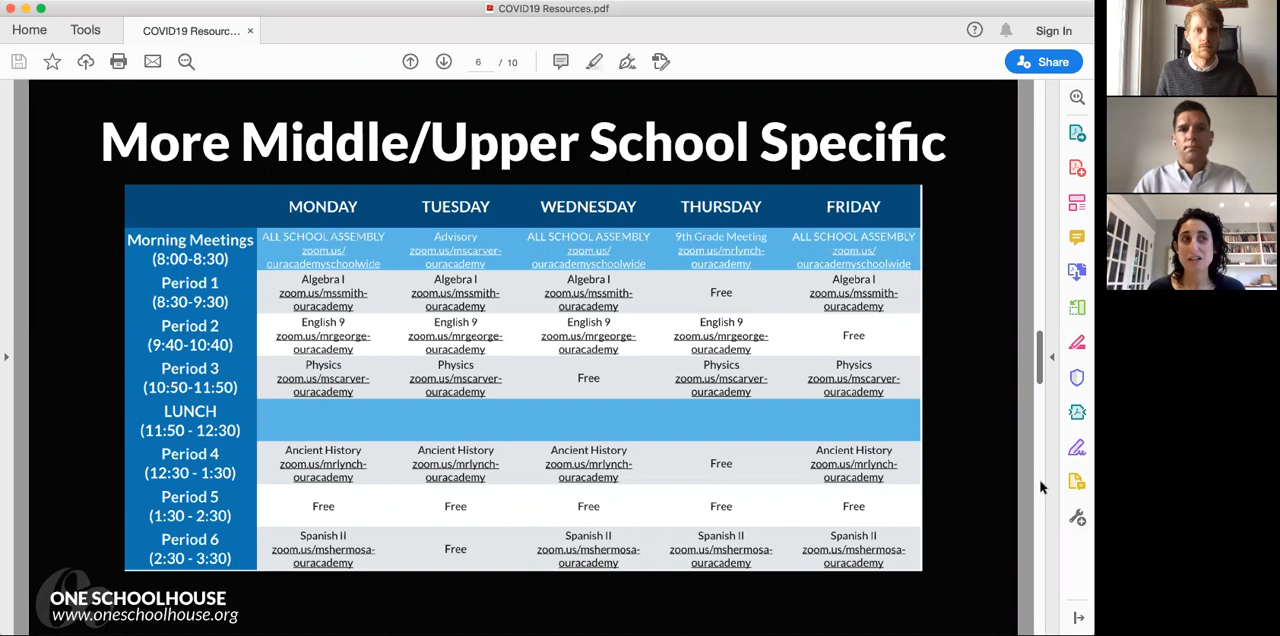 COVID19 Resources.pdf
Home Tools COVID19 Resourc... × Sign In
6 / 10 Share
More Middle/Upper School Specific
MONDAY TUESDAY WEDNESDAY THURSDAY FRIDAY
Morning Meetings
(8:00-8:30)
ALL SCHOOL ASSEMBLY
zoom.us/
ouracademyschoolwide
Advisory
zoom.us/mscarver-
ouracademy
ALL SCHOOL ASSEMBLY
zoom.us/
ouracademyschoolwide
9th Grade Meeting
zoom.us/mrlynch-
ouracademy
ALL SCHOOL ASSEMBLY
zoom.us/
ouracademyschoolwide
Period 1
(8:30-9:30)
Algebra I
zoom.us/mssmith-
ouracademy
Algebra I
zoom.us/mssmith-
ouracademy
Algebra I
zoom.us/mssmith-
ouracademy
Free
Algebra I
zoom.us/mssmith-
ouracademy
Period 2
(9:40-10:40)
English 9
zoom.us/mrgeorge-
ouracademy
English 9
zoom.us/mrgeorge-
ouracademy
English 9
zoom.us/mrgeorge-
ouracademy
English 9
zoom.us/mrgeorge-
ouracademy
Free
Period 3
(10:50-11:50)
Physics
zoom.us/mscarver-
ouracademy
Physics
zoom.us/mscarver-
ouracademy
Free
Physics
zoom.us/mscarver-
ouracademy
Physics
zoom.us/mscarver-
ouracademy
LUNCH
(11:50 - 12:30)
Period 4
(12:30 - 1:30)
Ancient History
zoom.us/mrlynch-
ouracademy
Ancient History
zoom.us/mrlynch-
ouracademy
Ancient History
zoom.us/mrlynch-
ouracademy
Free
Ancient History
zoom.us/mrlynch-
ouracademy
Period 5
(1:30 - 2:30)
Free
Free
Free
Free
Free
Period 6
(2:30 - 3:30)
Spanish II
zoom.us/mshermosa-
ouracademy
Free
Spanish II
zoom.us/mshermosa-
ouracademy
Spanish II
zoom.us/mshermosa-
ouracademy
Spanish II
zoom.us/mshermosa-
ouracademy
ONE SCHOOLHOUSE
www.oneschoolhouse.org